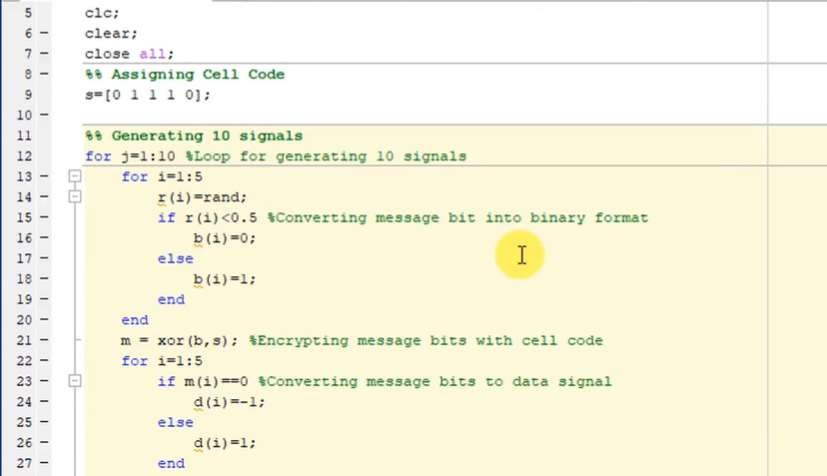 5 clc;
6 – clear;
7 – close all;
8 – %% Assigning Cell Code
9 s=[0 1 1 1 0];
10 –
11 %% Generating 10 signals
12 for j=1:10 %Loop for generating 10 signals
13 – for i=1:5
14 – r(i)=rand;
15 – if r(i)<0.5 %Converting message bit into binary format
16 – b(i)=0;
17 – else
18 – b(i)=1;
19 – end
20 – end
21 – m = xor(b,s); %Encrypting message bits with cell code
22 – for i=1:5
23 – if m(i)==0 %Converting message bits to data signal
24 – d(i)=-1;
25 – else
26 – d(i)=1;
27 – end